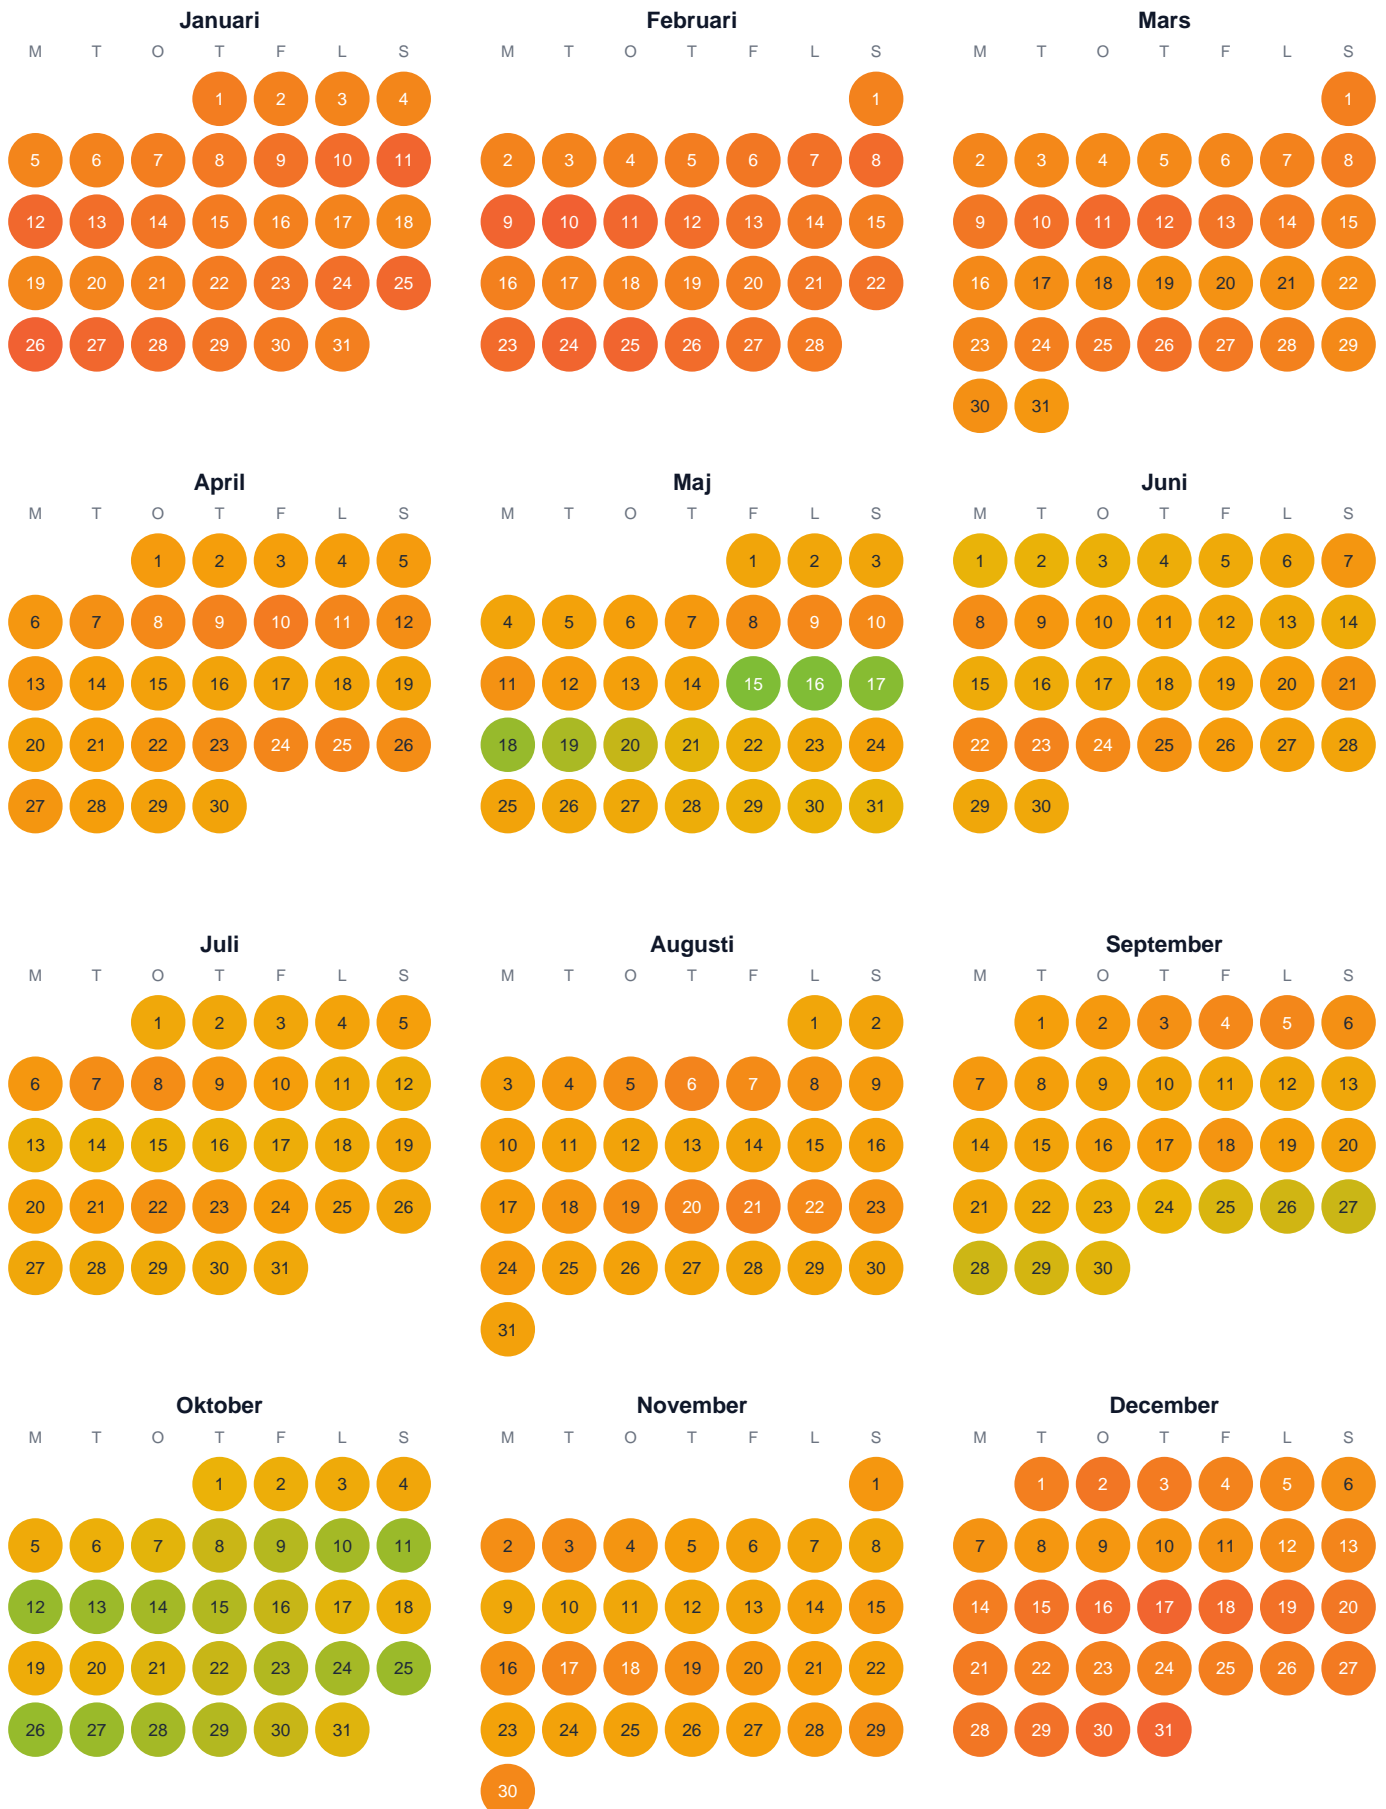 Januari
M T O T F L S
1 2 3 4
5 6 7 8 9 10 11
12 13 14 15 16 17 18
19 20 21 22 23 24 25
26 27 28 29 30 31
Februari
M T O T F L S
1
2 3 4 5 6 7 8
9 10 11 12 13 14 15
16 17 18 19 20 21 22
23 24 25 26 27 28
Mars
M T O T F L S
1
2 3 4 5 6 7 8
9 10 11 12 13 14 15
16 17 18 19 20 21 22
23 24 25 26 27 28 29
30 31
April
M T O T F L S
1 2 3 4 5
6 7 8 9 10 11 12
13 14 15 16 17 18 19
20 21 22 23 24 25 26
27 28 29 30
Maj
M T O T F L S
1 2 3
4 5 6 7 8 9 10
11 12 13 14 15 16 17
18 19 20 21 22 23 24
25 26 27 28 29 30 31
Juni
M T O T F L S
1 2 3 4 5 6 7
8 9 10 11 12 13 14
15 16 17 18 19 20 21
22 23 24 25 26 27 28
29 30
Juli
M T O T F L S
1 2 3 4 5
6 7 8 9 10 11 12
13 14 15 16 17 18 19
20 21 22 23 24 25 26
27 28 29 30 31
Augusti
M T O T F L S
1 2
3 4 5 6 7 8 9
10 11 12 13 14 15 16
17 18 19 20 21 22 23
24 25 26 27 28 29 30
31
September
M T O T F L S
1 2 3 4 5 6
7 8 9 10 11 12 13
14 15 16 17 18 19 20
21 22 23 24 25 26 27
28 29 30
Oktober
M T O T F L S
1 2 3 4
5 6 7 8 9 10 11
12 13 14 15 16 17 18
19 20 21 22 23 24 25
26 27 28 29 30 31
November
M T O T F L S
1
2 3 4 5 6 7 8
9 10 11 12 13 14 15
16 17 18 19 20 21 22
23 24 25 26 27 28 29
30
December
M T O T F L S
1 2 3 4 5 6
7 8 9 10 11 12 13
14 15 16 17 18 19 20
21 22 23 24 25 26 27
28 29 30 31